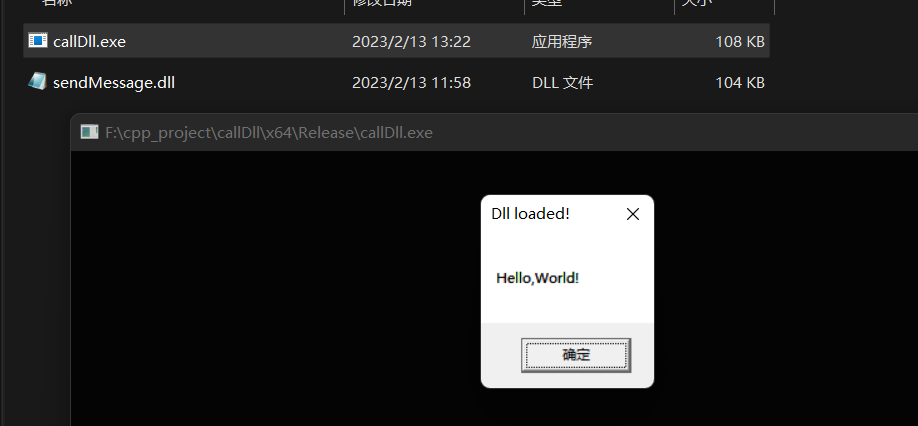 名称 修改日期 类型 大小
callDll.exe 2023/2/13 13:22 应用程序 108 KB
sendMessage.dll 2023/2/13 11:58 DLL 文件 104 KB
F:\cpp_project\callDll\x64\Release\callDll.exe
Dll loaded!
Hello,World!
确定